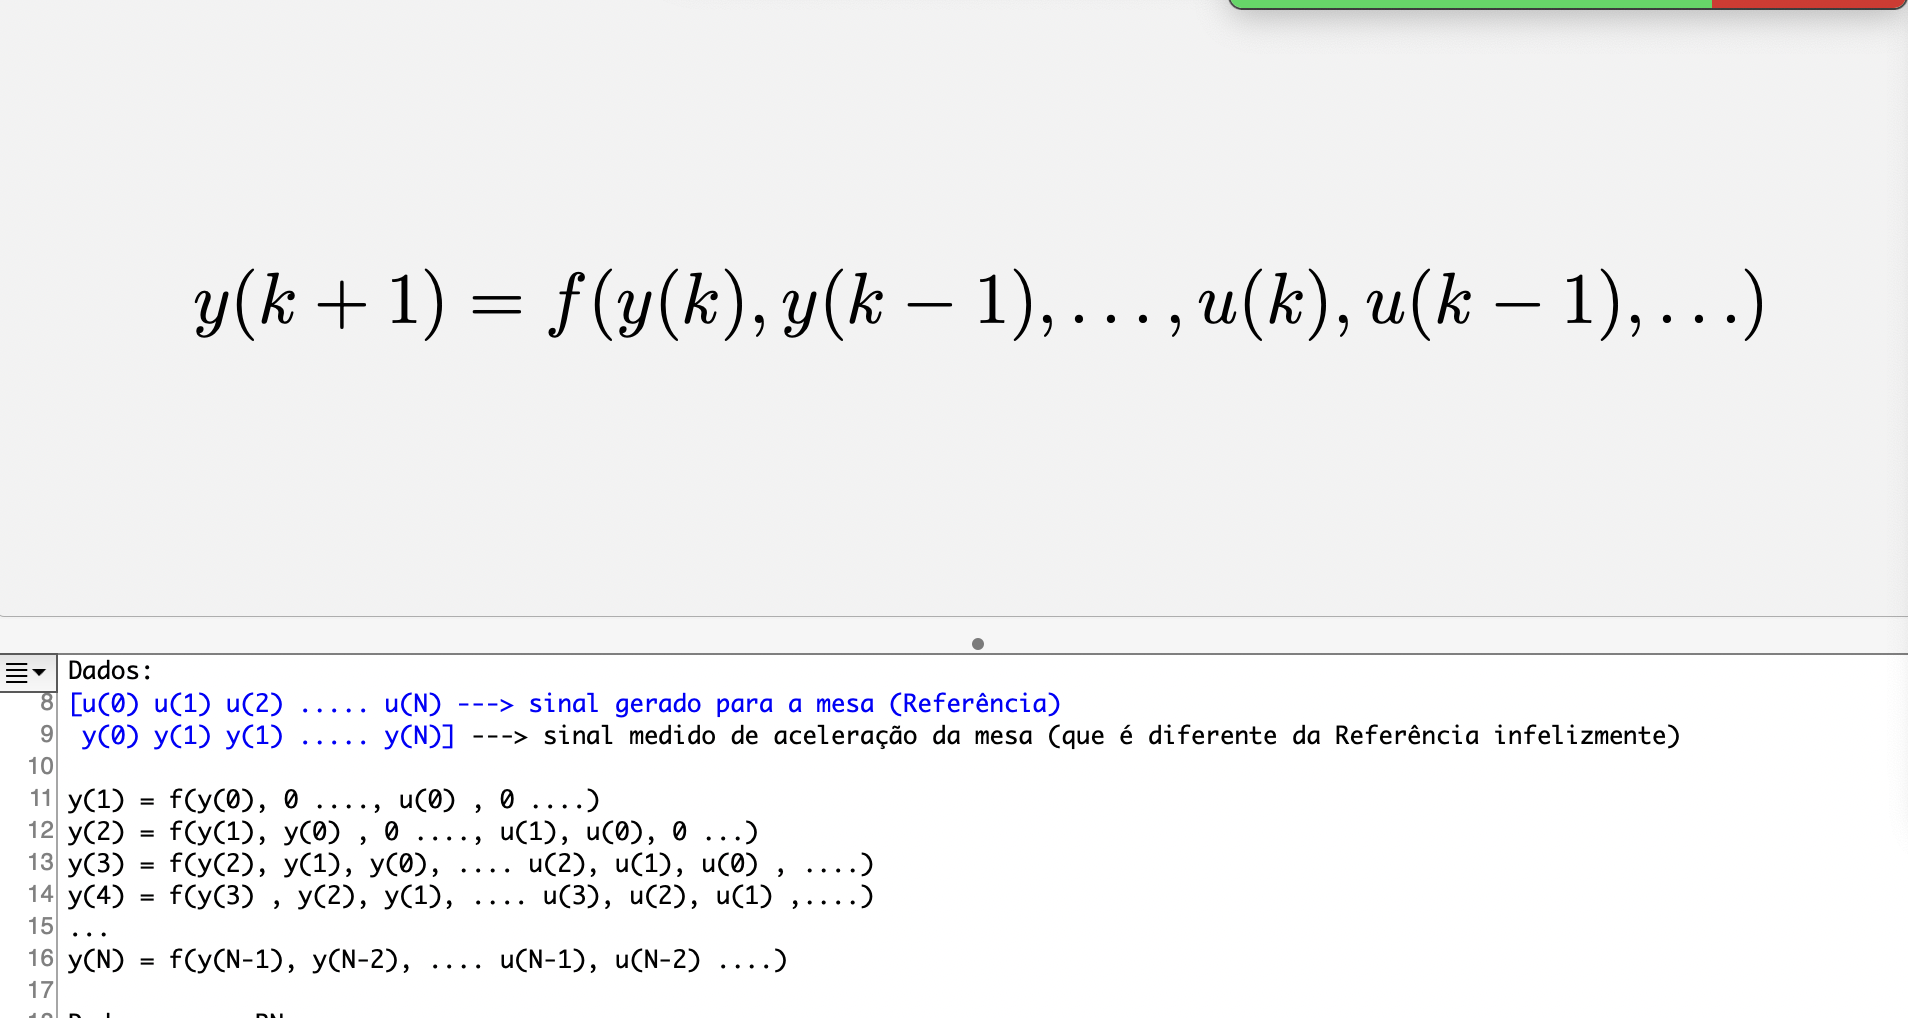 y(k + 1) = f(y(k), y(k − 1), . . . , u(k), u(k − 1), . . .)
Dados:
8 [u(0) u(1) u(2) ..... u(N) ---> sinal gerado para a mesa (Referência)
9 y(0) y(1) y(1) ..... y(N)] ---> sinal medido de aceleração da mesa (que é diferente da Referência infelizmente)
10
11 y(1) = f(y(0), 0 ...., u(0) , 0 ....)
12 y(2) = f(y(1), y(0) , 0 ...., u(1), u(0), 0 ...)
13 y(3) = f(y(2), y(1), y(0), .... u(2), u(1), u(0) , ....)
14 y(4) = f(y(3) , y(2), y(1), .... u(3), u(2), u(1) ,....)
15 ...
16 y(N) = f(y(N-1), y(N-2), .... u(N-1), u(N-2) ....)
17